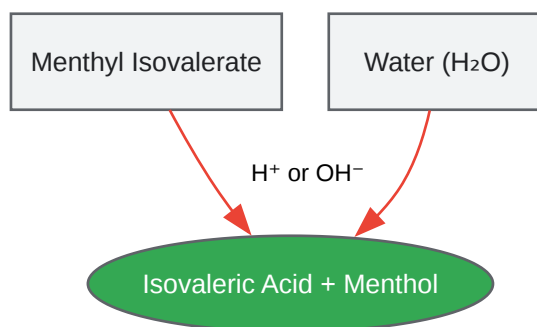 Menthyl Isovalerate
Water (H₂O)
H⁺ or OH⁻
Isovaleric Acid + Menthol